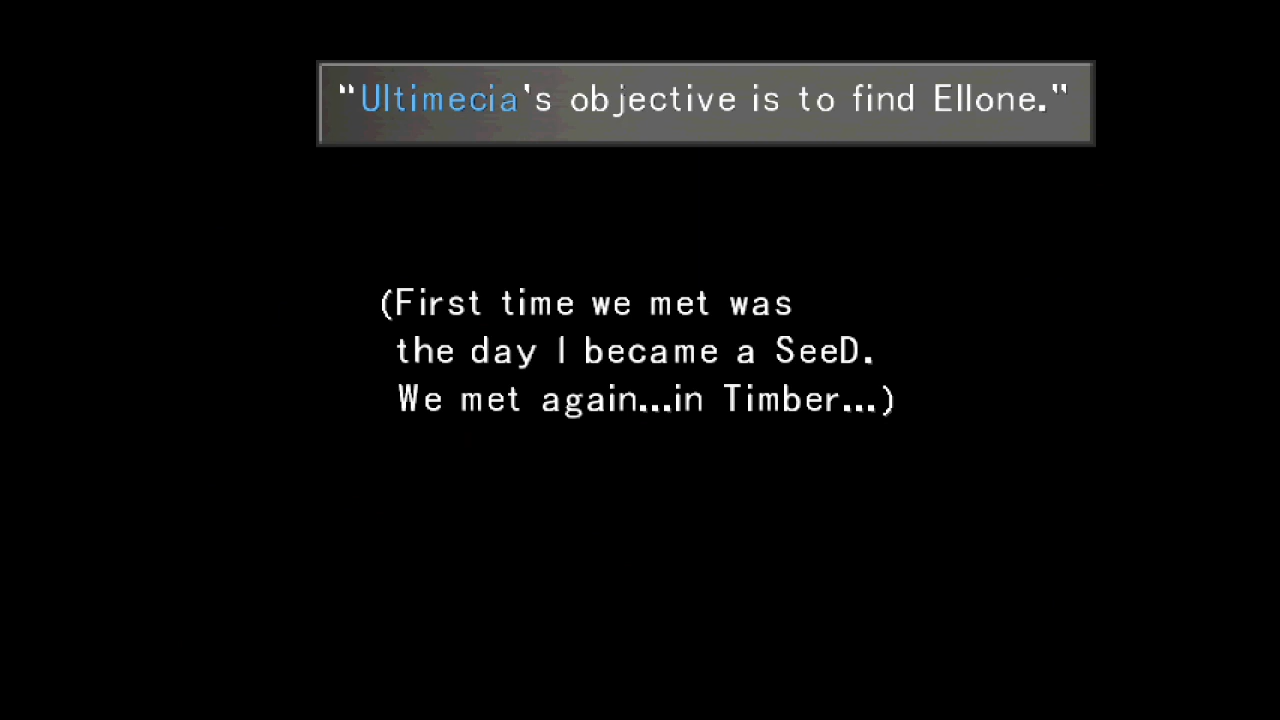 "Ultimecia's objective is to find Ellone."
(First time we met was
the day I became a SeeD.
We met again...in Timber...)